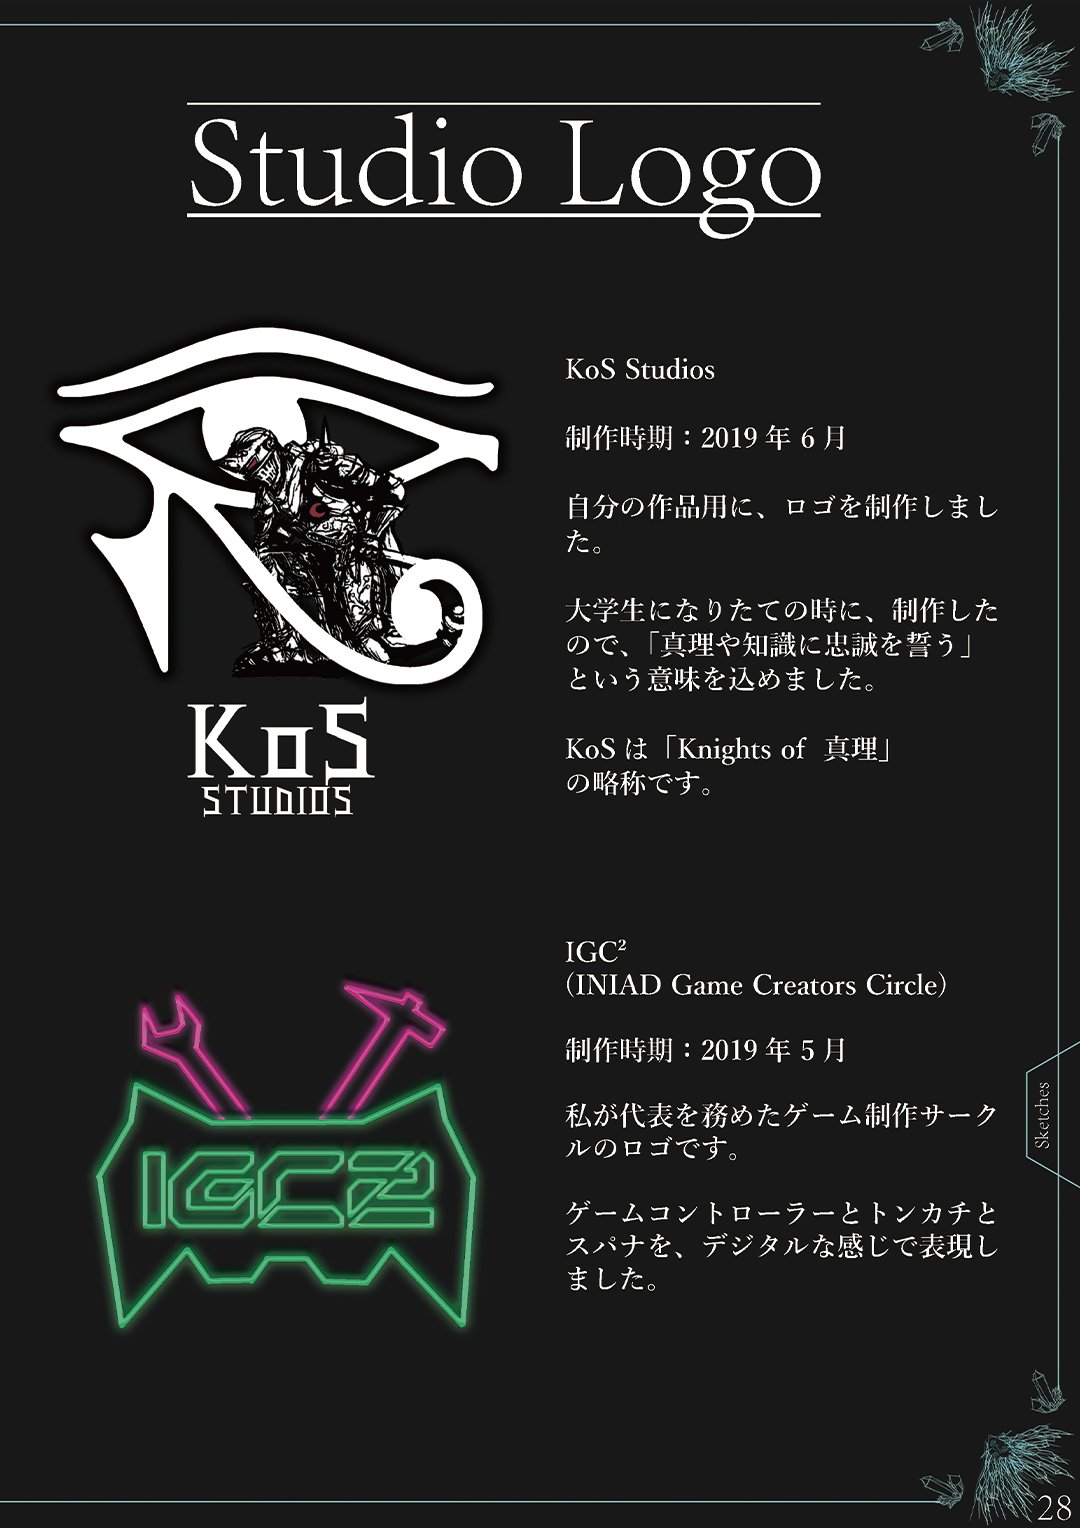 Studio Logo
KoS Studios
制作時期：2019 年 6 月
自分の作品用に、ロゴを制作しまし
た。
大学生になりたての時に、制作した
ので、「真理や知識に忠誠を誓う」
という意味を込めました。
KoS は「Knights of 真理」
の略称です。
KoS
STUDIOS
IGC²
（INIAD Game Creators Circle）
制作時期：2019 年 5 月
私が代表を務めたゲーム制作サーク
ルのロゴです。
ゲームコントローラーとトンカチと
スパナを、デジタルな感じで表現し
ました。
IGC2
Sketches
28